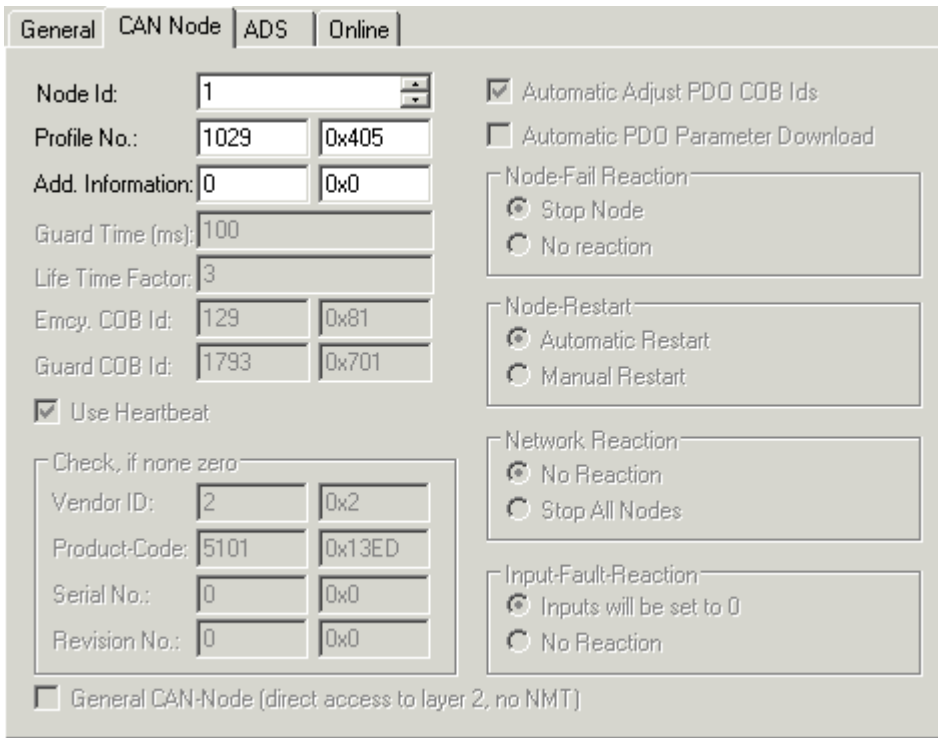 General CAN Node ADS Online
Node Id: 1
Profile No.: 1029 0x405
Add. Information: 0 0x0
Guard Time (ms): 100
Life Time Factor: 3
Emcy. COB Id: 129 0x81
Guard COB Id: 1793 0x701
Use Heartbeat
Check, if none zero
Vendor ID: 2 0x2
Product-Code: 5101 0x13ED
Serial No.: 0 0x0
Revision No.: 0 0x0
General CAN-Node (direct access to layer 2, no NMT)
Automatic Adjust PDO COB Ids
Automatic PDO Parameter Download
Node-Fail Reaction
Stop Node
No reaction
Node-Restart
Automatic Restart
Manual Restart
Network Reaction
No Reaction
Stop All Nodes
Input-Fault-Reaction
Inputs will be set to 0
No Reaction